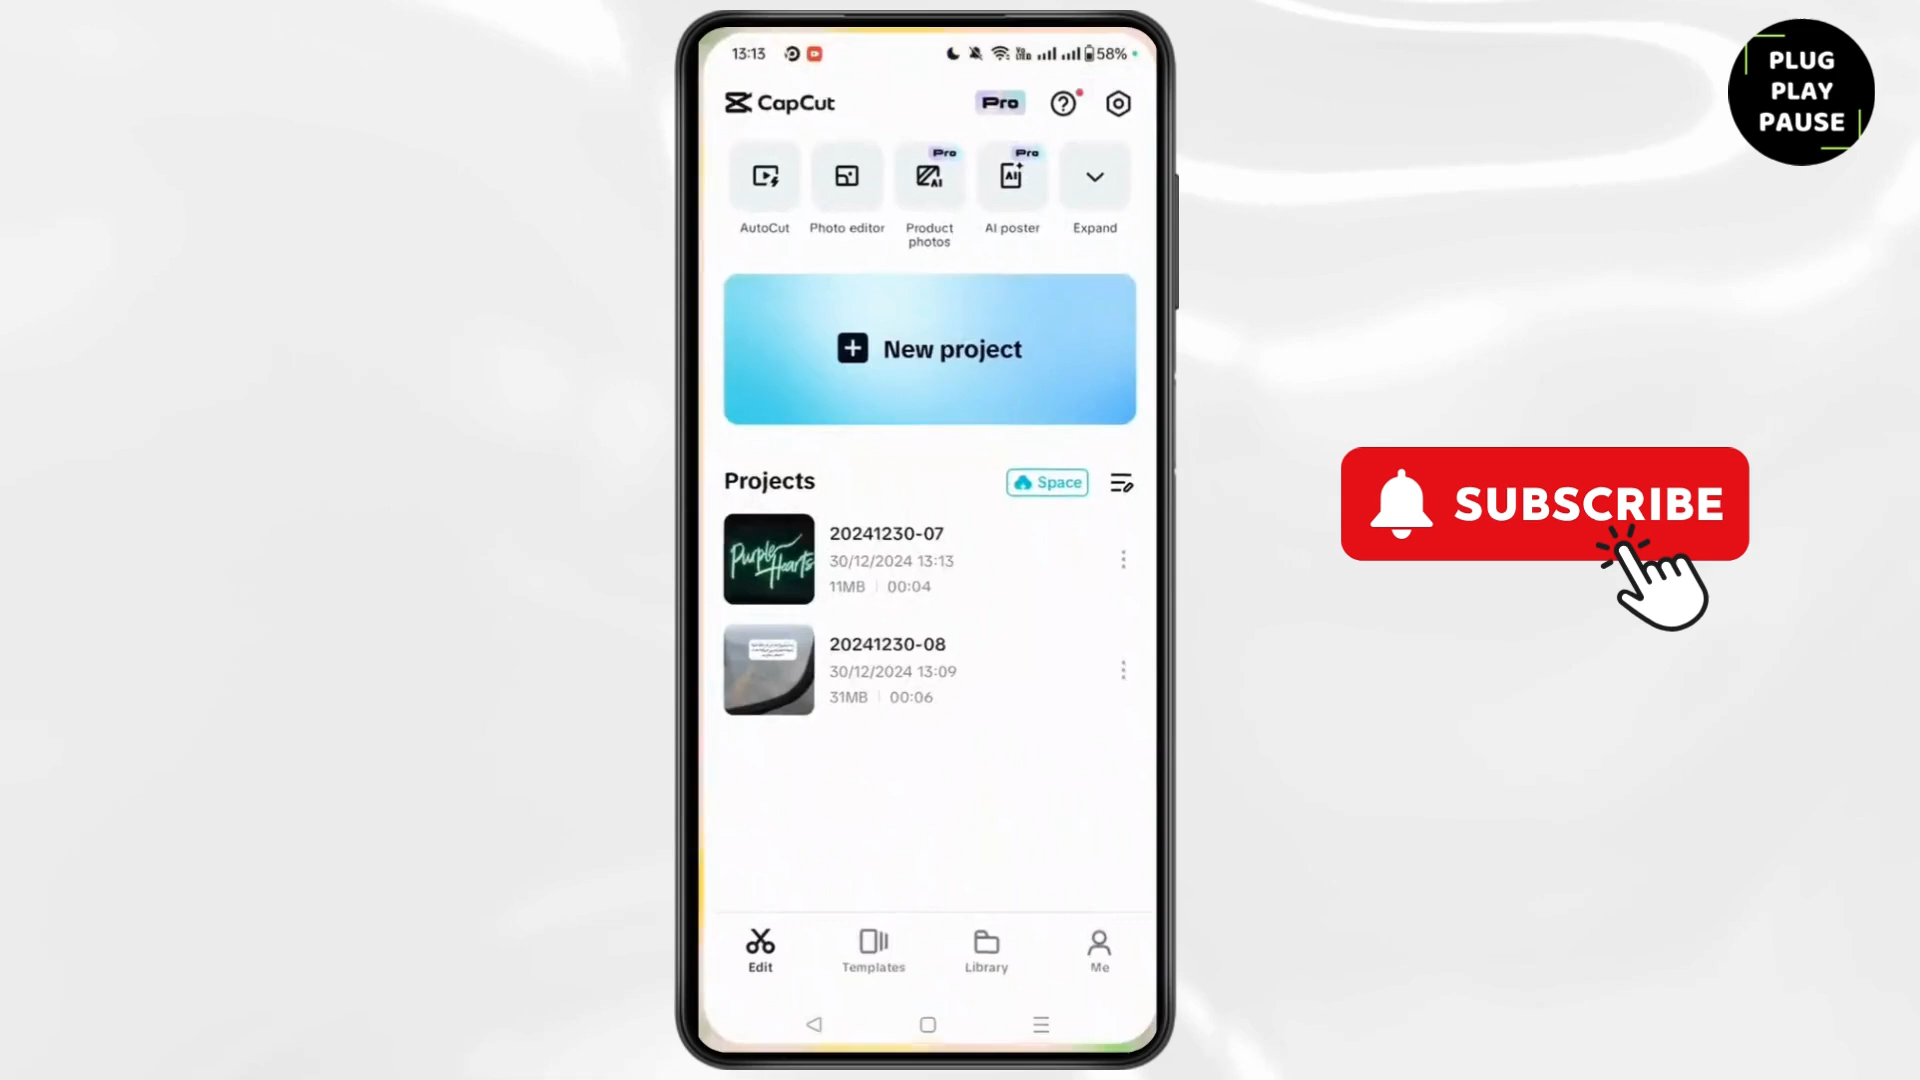 PLUG
PLAY
PAUSE
13:13
58%
CapCut
Pro
Pro
Pro
AutoCut
Photo editor
Product
photos
AI poster
Expand
New project
Projects
Space
Purple
Hearts
20241230-07
30/12/2024 13:13
11MB | 00:04
20241230-08
30/12/2024 13:09
31MB | 00:06
SUBSCRIBE
Edit
Templates
Library
Me